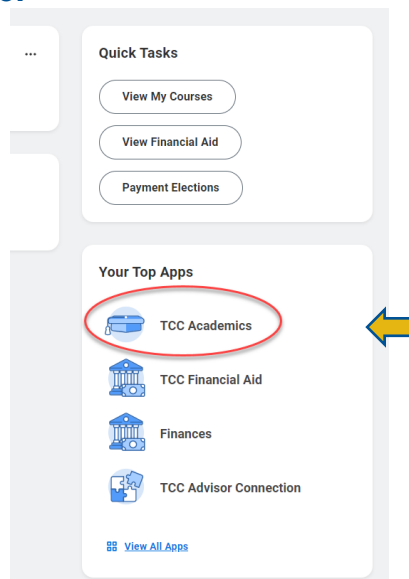 ...
Quick Tasks
View My Courses
View Financial Aid
Payment Elections
Your Top Apps
TCC Academics
TCC Financial Aid
Finances
TCC Advisor Connection
View All Apps